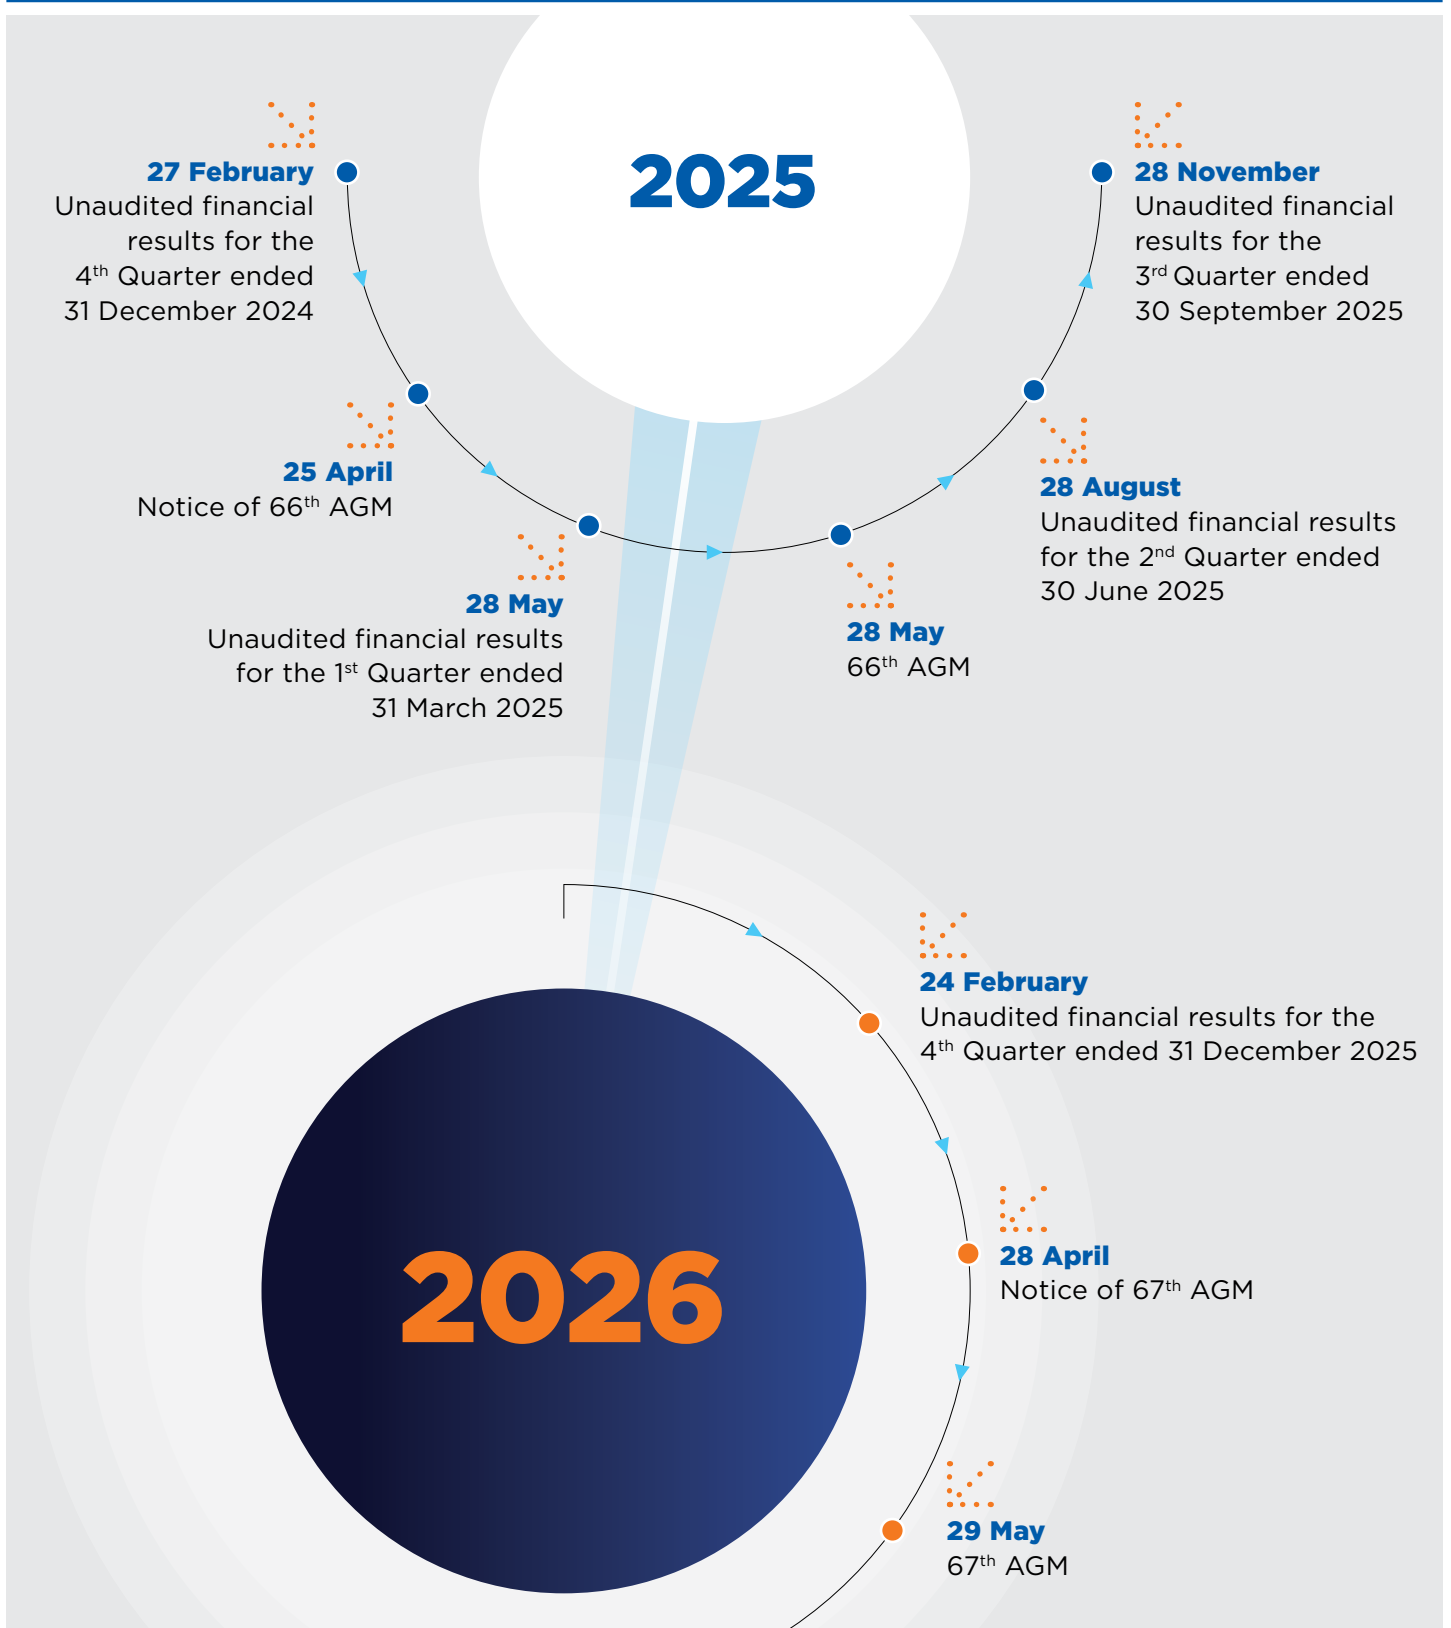 2025
27 February
Unaudited financial
results for the
4th Quarter ended
31 December 2024
25 April
Notice of 66th AGM
28 May
Unaudited financial results
for the 1st Quarter ended
31 March 2025
28 May
66th AGM
28 August
Unaudited financial results
for the 2nd Quarter ended
30 June 2025
28 November
Unaudited financial
results for the
3rd Quarter ended
30 September 2025
2026
24 February
Unaudited financial results for the
4th Quarter ended 31 December 2025
28 April
Notice of 67th AGM
29 May
67th AGM